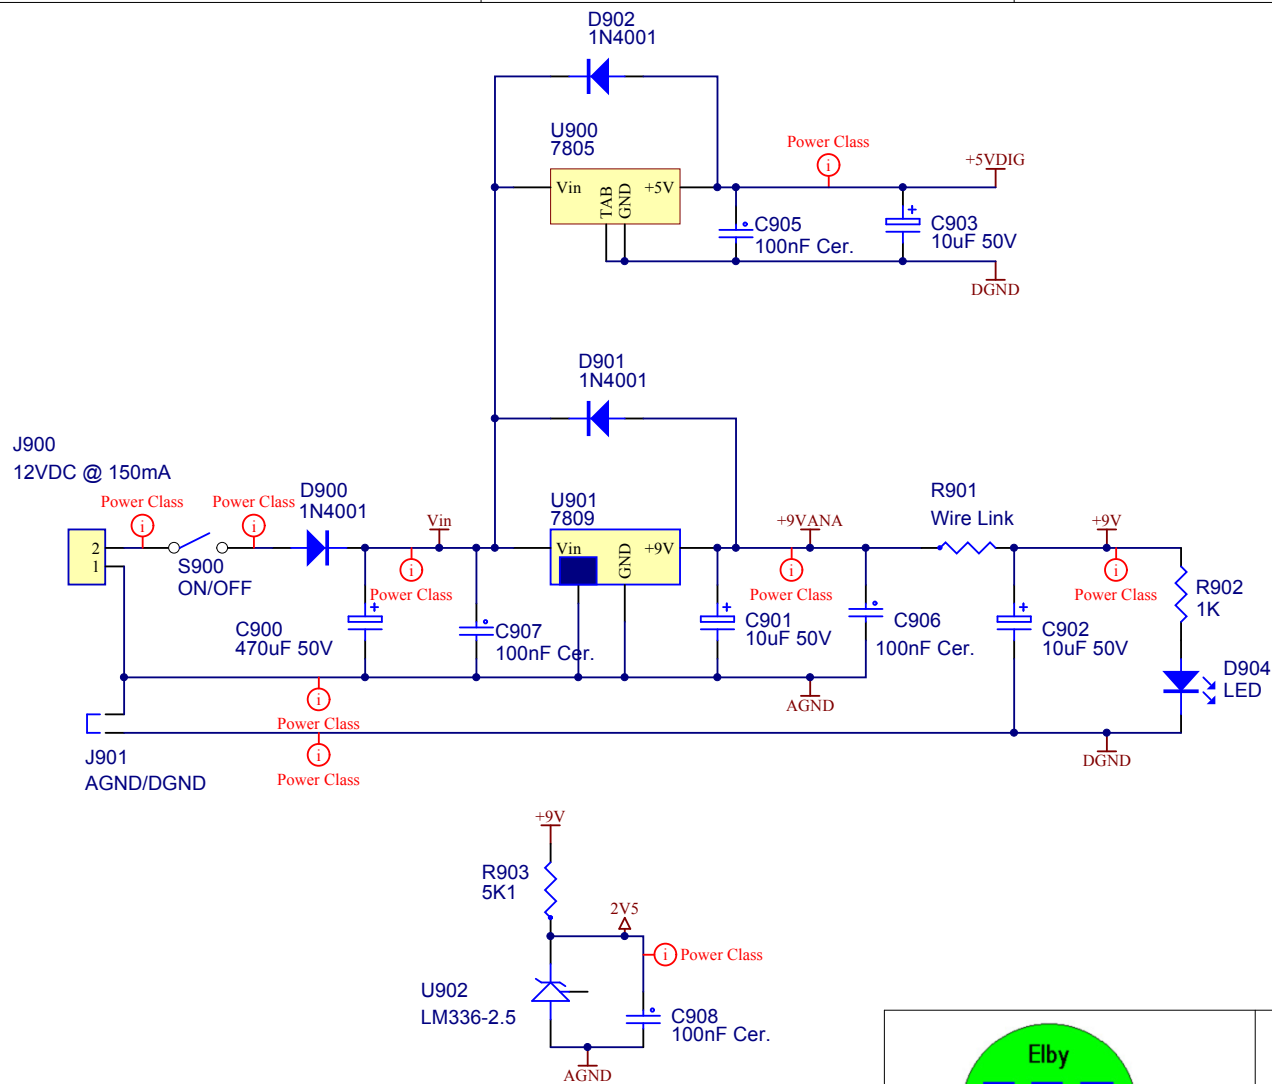 D902
1N4001
U900
7805
Power Class
+5VDIG
Vin
TAB
GND
+5V
C905
100nF Cer.
C903
10uF 50V
DGND
D901
1N4001
J900
12VDC @ 150mA
Power Class
Power Class
D900
1N4001
Vin
U901
7809
+9VANA
R901
Wire Link
+9V
2
1
S900
ON/OFF
Vin
GND
+9V
Power Class
Power Class
Power Class
R902
1K
C900
470uF 50V
C907
100nF Cer.
C901
10uF 50V
C906
100nF Cer.
C902
10uF 50V
D904
LED
Power Class
AGND
J901
AGND/DGND
Power Class
DGND
+9V
R903
5K1
2V5
Power Class
U902
LM336-2.5
C908
100nF Cer.
AGND
Elby